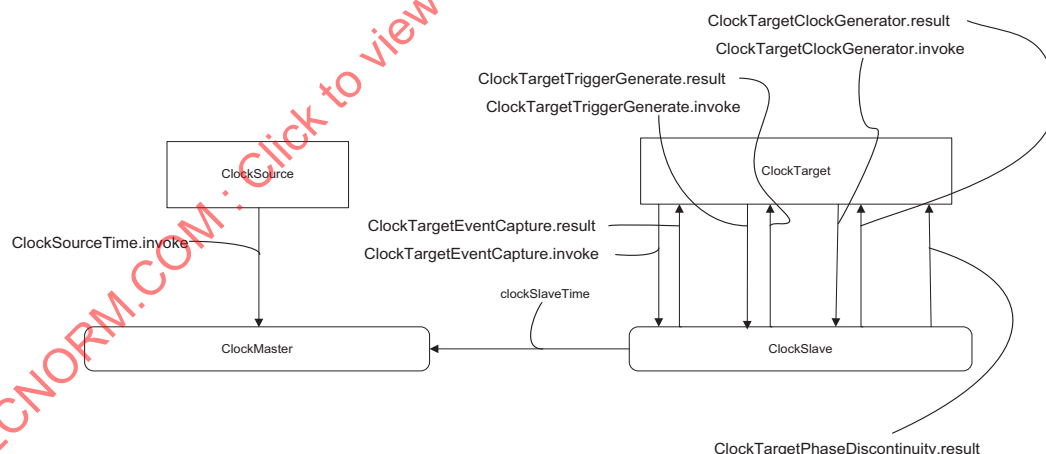 ClockTargetClockGenerator.result
ClockTargetClockGenerator.invoke
ClockTargetTriggerGenerate.result
ClockTargetTriggerGenerate.invoke
ClockSource
ClockTarget
ClockTargetEventCapture.result
ClockTargetEventCapture.invoke
ClockSourceTime.invoke
clockSlaveTime
ClockMaster
ClockSlave
ClockTargetPhaseDiscontinuity.result
ECNORM.COM : Click to view